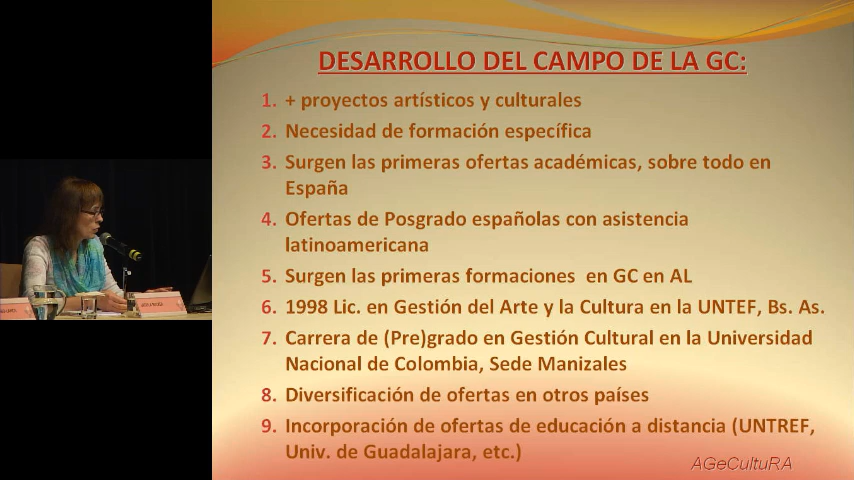 DESARROLLO DEL CAMPO DE LA GC:
1. + proyectos artísticos y culturales
2. Necesidad de formación específica
3. Surgen las primeras ofertas académicas, sobre todo en
España
4. Ofertas de Posgrado españolas con asistencia
latinoamericana
5. Surgen las primeras formaciones en GC en AL
6. 1998 Lic. en Gestión del Arte y la Cultura en la UNTEF, Bs. As.
7. Carrera de (Pre)grado en Gestión Cultural en la Universidad
Nacional de Colombia, Sede Manizales
8. Diversificación de ofertas en otros países
9. Incorporación de ofertas de educación a distancia (UNTREF,
Univ. de Guadalajara, etc.)
AGeCultuRA